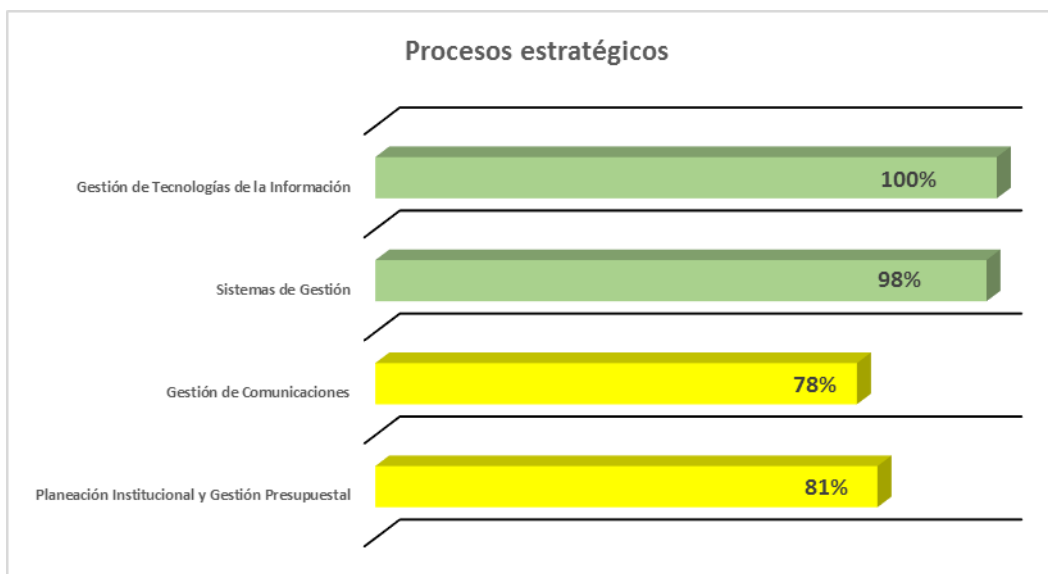 Procesos estratégicos
Gestión de Tecnologías de la Información
100%
Sistemas de Gestión
98%
Gestión de Comunicaciones
78%
Planeación Institucional y Gestión Presupuestal
81%